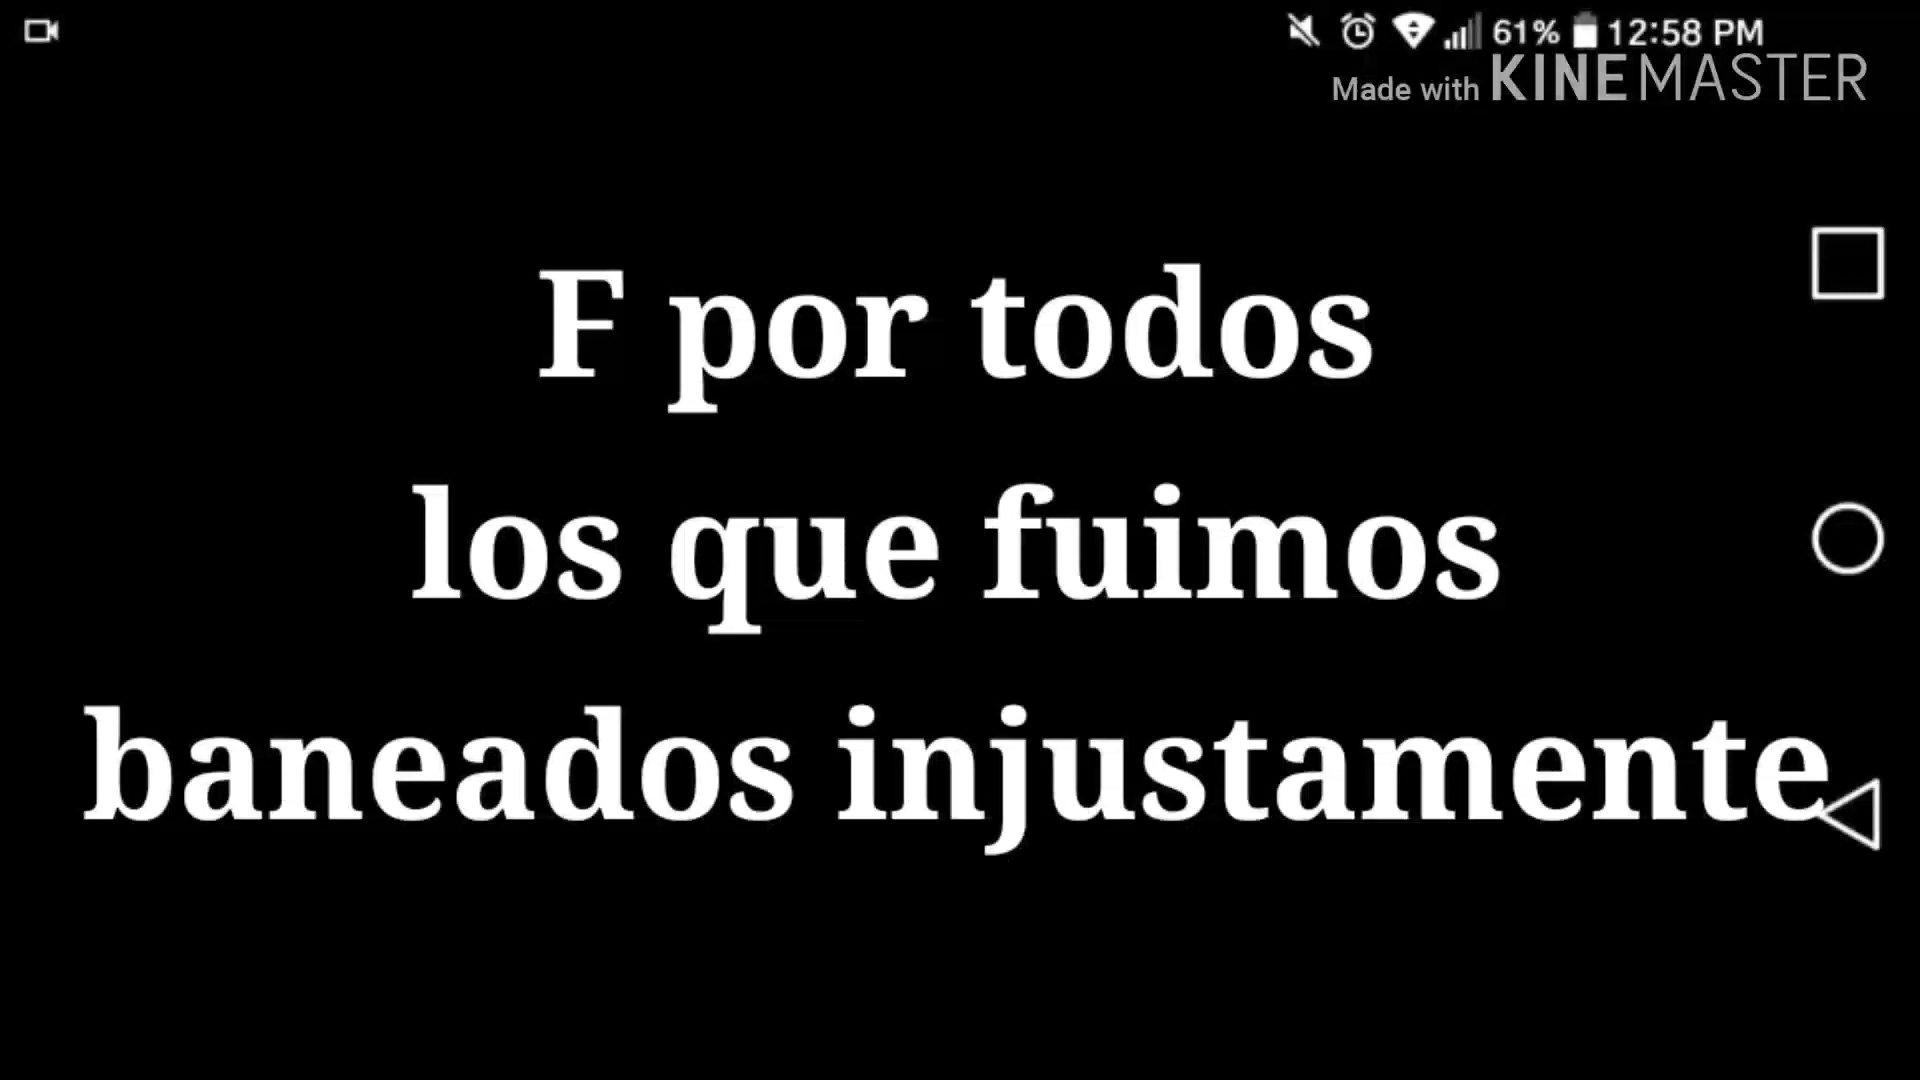 61% 12:58 PM
Made with KINEMASTER
F por todos
los que fuimos
baneados injustamente